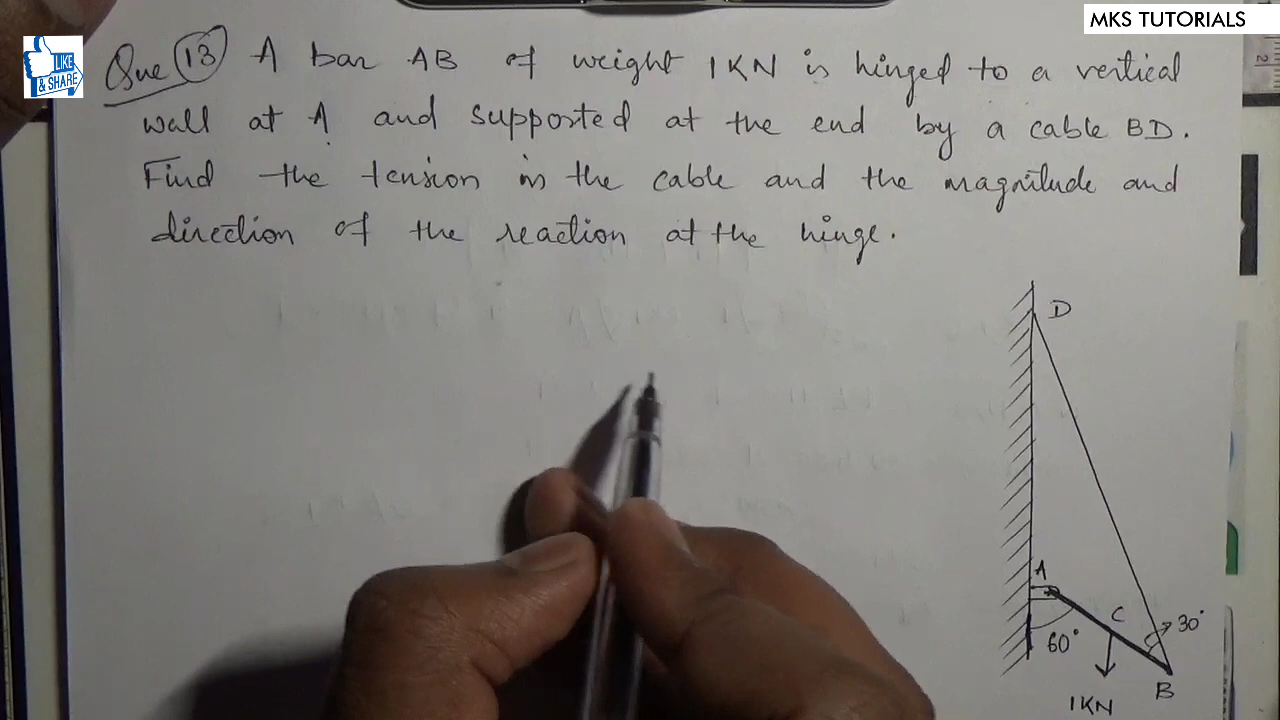 MKS TUTORIALS
LIKE
& SHARE
Que 13 A bar AB of weight 1KN is hinged to a vertical
wall at A and supported at the end by a cable BD.
Find the tension in the cable and the magnitude and
direction of the reaction at the hinge.
D
A
C
30°
60°
B
1KN
2